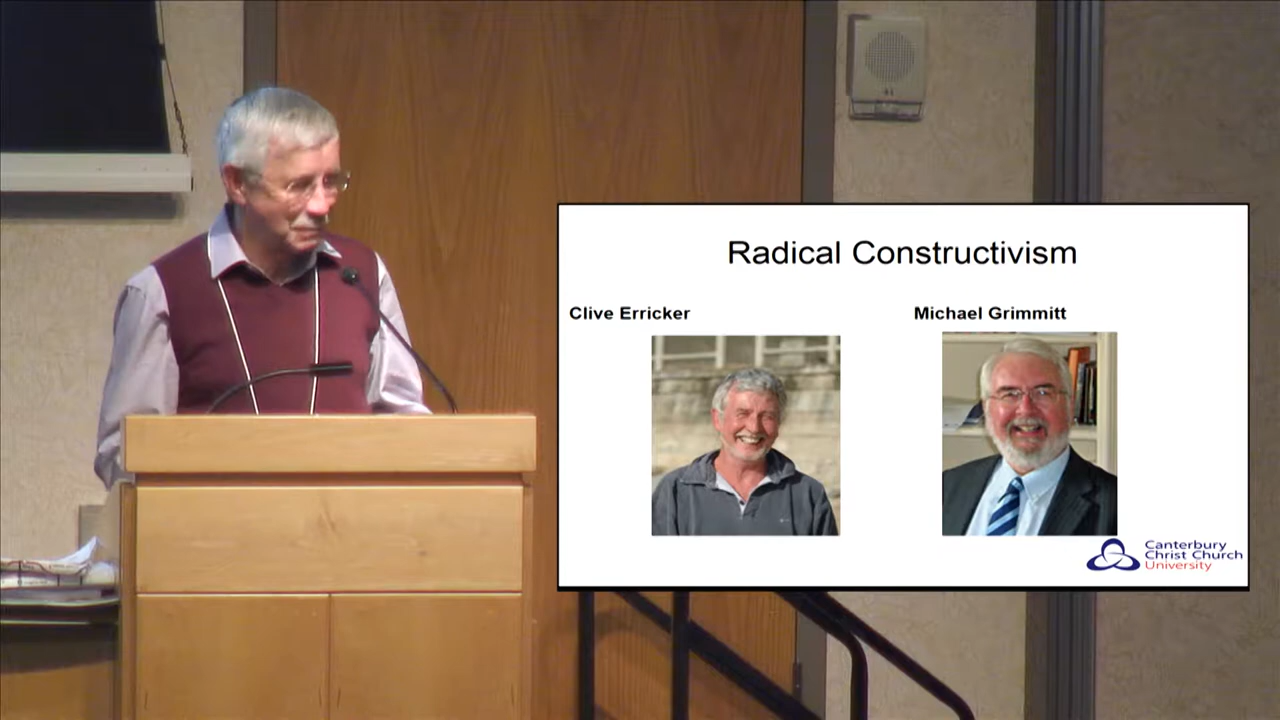 Radical Constructivism
Clive Erricker
Michael Grimmitt
Canterbury
Christ Church
University